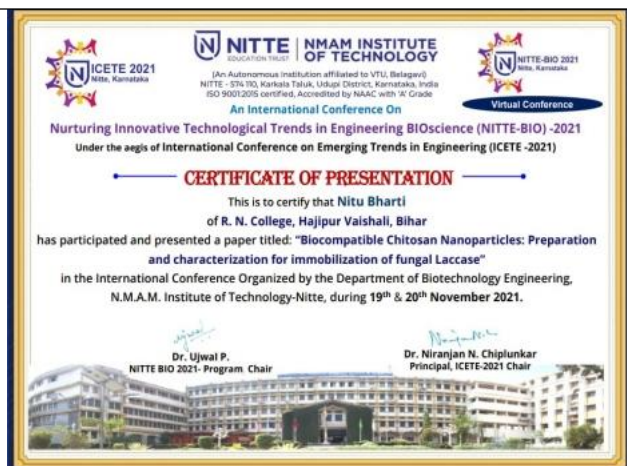 ICETE 2021
Nitte, Karnataka
NITTE
EDUCATION TRUST
NMAM INSTITUTE
OF TECHNOLOGY
NITTE-BIO 2021
Nitte, Karnataka
Virtual Conference
(An Autonomous Institution affiliated to VTU, Belagavi)
NITTE - 574 110, Karkala Taluk, Udupi District, Karnataka, India
ISO 9001:2015 certified, Accredited by NAAC with 'A' Grade
An International Conference On
Nurturing Innovative Technological Trends in Engineering BIOscience (NITTE-BIO) -2021
Under the aegis of International Conference on Emerging Trends in Engineering (ICETE -2021)
CERTIFICATE OF PRESENTATION
This is to certify that Nitu Bharti
of R. N. College, Hajipur Vaishali, Bihar
has participated and presented a paper titled: "Biocompatible Chitosan Nanoparticles: Preparation
and characterization for immobilization of fungal Laccase"
in the International Conference Organized by the Department of Biotechnology Engineering,
N.M.A.M. Institute of Technology-Nitte, during 19th & 20th November 2021.
Dr. Ujwal P.
NITTE BIO 2021- Program Chair
Dr. Niranjan N. Chiplunkar
Principal, ICETE-2021 Chair